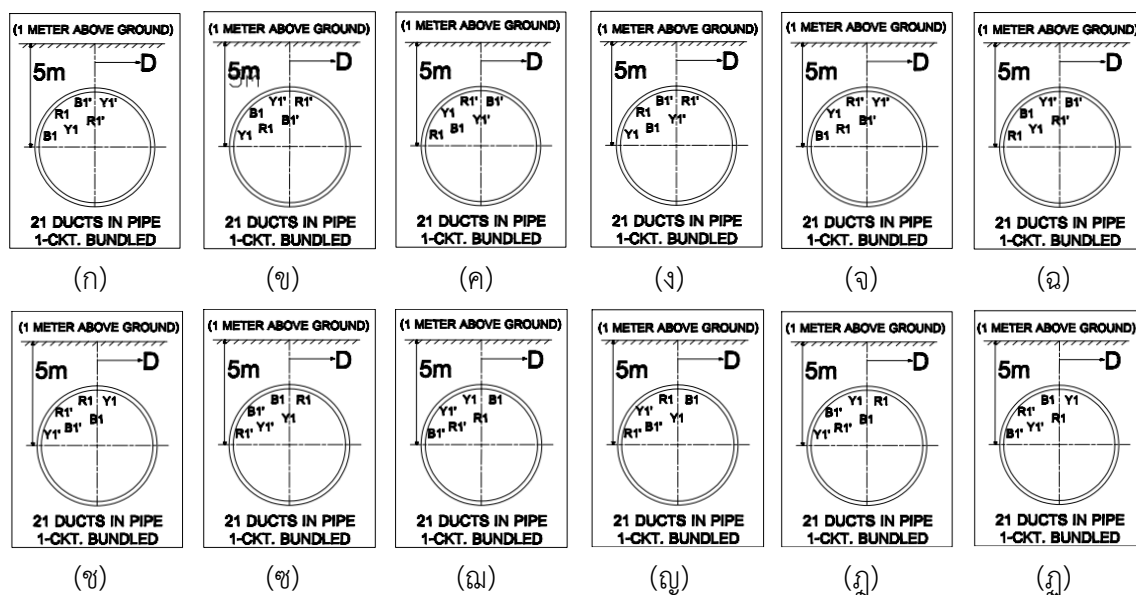 (1 METER ABOVE GROUND)
5m
D
B1' Y1'
R1 R1'
B1 Y1
21 DUCTS IN PIPE
1-CKT. BUNDLED
(ก)
(1 METER ABOVE GROUND)
5m
D
Y1' R1'
B1 B1'
Y1 R1
21 DUCTS IN PIPE
1-CKT. BUNDLED
(ข)
(1 METER ABOVE GROUND)
5m
D
R1' B1'
Y1 Y1'
R1 B1
21 DUCTS IN PIPE
1-CKT. BUNDLED
(ค)
(1 METER ABOVE GROUND)
5m
D
B1' R1'
R1 Y1'
Y1 B1
21 DUCTS IN PIPE
1-CKT. BUNDLED
(ง)
(1 METER ABOVE GROUND)
5m
D
R1' Y1'
Y1 B1'
B1 R1
21 DUCTS IN PIPE
1-CKT. BUNDLED
(จ)
(1 METER ABOVE GROUND)
5m
D
Y1' B1'
B1 R1'
R1 Y1
21 DUCTS IN PIPE
1-CKT. BUNDLED
(ฉ)
(1 METER ABOVE GROUND)
5m
D
R1 Y1
R1' B1
Y1' B1'
21 DUCTS IN PIPE
1-CKT. BUNDLED
(ช)
(1 METER ABOVE GROUND)
5m
D
B1 R1
B1' Y1
R1' Y1'
21 DUCTS IN PIPE
1-CKT. BUNDLED
(ซ)
(1 METER ABOVE GROUND)
5m
D
Y1 B1
Y1' R1
B1' R1'
21 DUCTS IN PIPE
1-CKT. BUNDLED
(ฌ)
(1 METER ABOVE GROUND)
5m
D
R1 B1
Y1' Y1
R1' B1'
21 DUCTS IN PIPE
1-CKT. BUNDLED
(ญ)
(1 METER ABOVE GROUND)
5m
D
Y1 R1
B1' B1
Y1' R1'
21 DUCTS IN PIPE
1-CKT. BUNDLED
(ฎ)
(1 METER ABOVE GROUND)
5m
D
B1 Y1
R1' R1
B1' Y1'
21 DUCTS IN PIPE
1-CKT. BUNDLED
(ฏ)